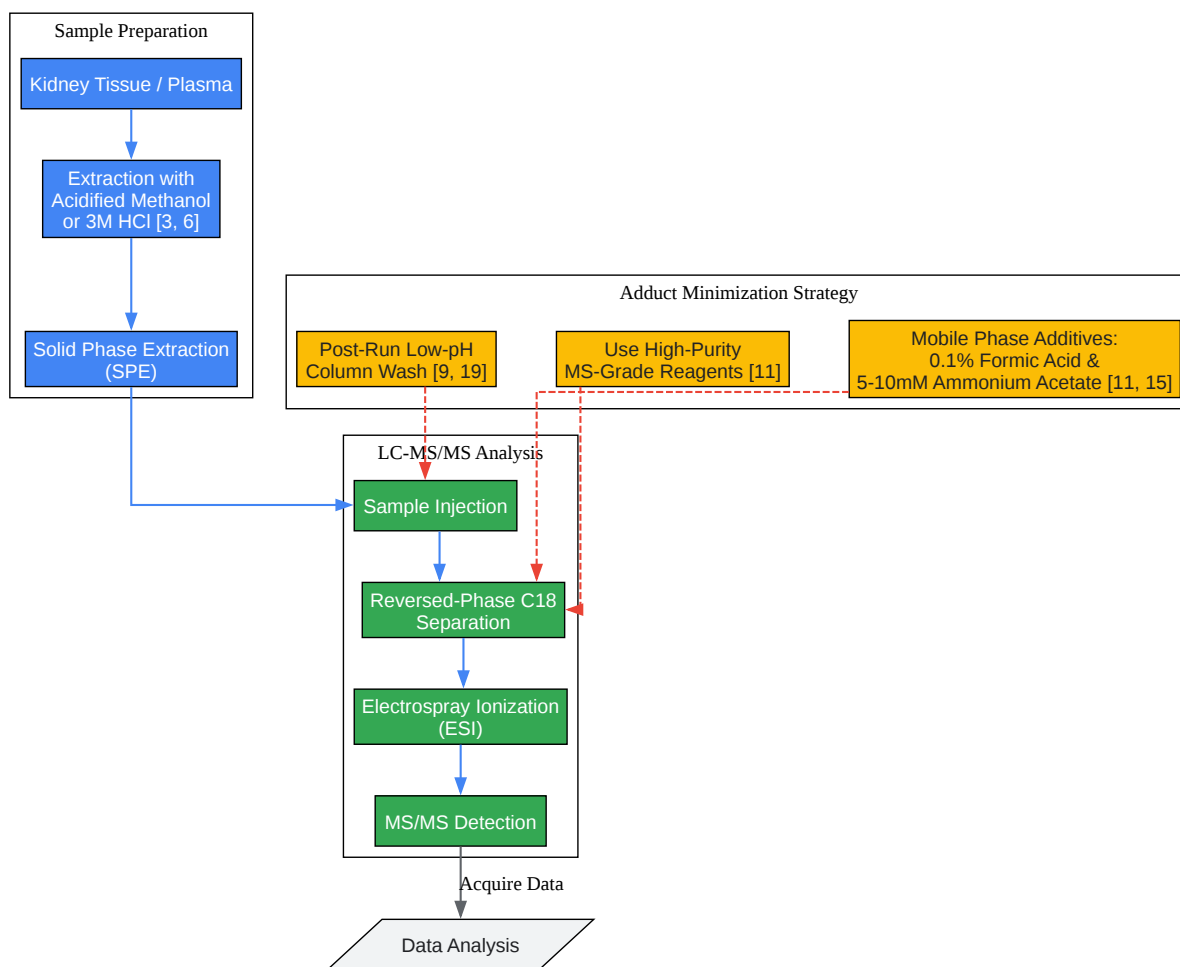 Sample Preparation
Kidney Tissue / Plasma
Extraction with
Acidified Methanol
or 3M HCl [3, 6]
Solid Phase Extraction
(SPE)
Adduct Minimization Strategy
Post-Run Low-pH
Column Wash [9, 19]
Use High-Purity
MS-Grade Reagents [11]
Mobile Phase Additives:
0.1% Formic Acid &
5-10mM Ammonium Acetate [11, 15]
LC-MS/MS Analysis
Sample Injection
Reversed-Phase C18
Separation
Electrospray Ionization
(ESI)
MS/MS Detection
Acquire Data
Data Analysis